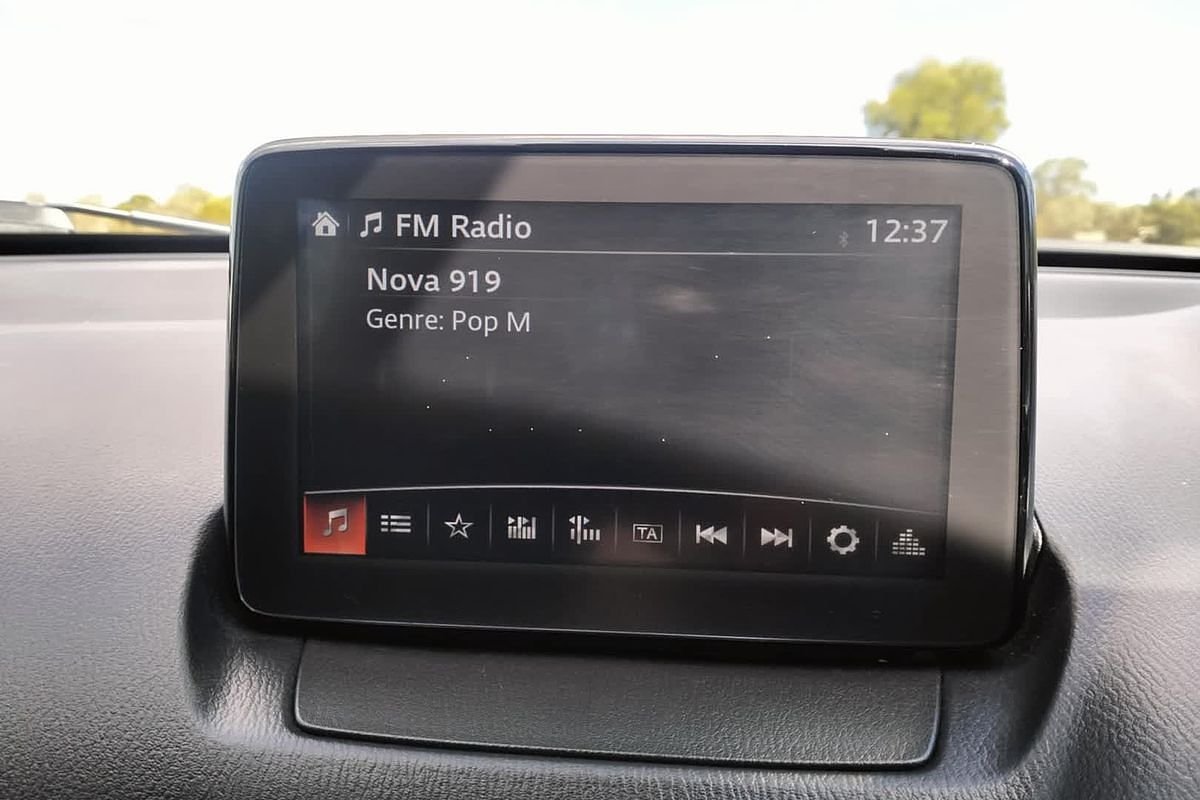 FM Radio 12:37
Nova 919
Genre: Pop M
TA